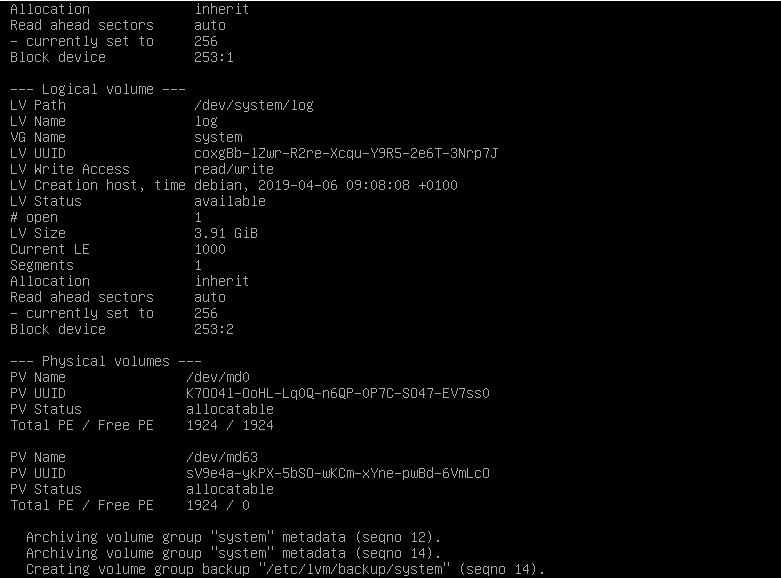 Allocation inherit
Read ahead sectors auto
- currently set to 256
Block device 253:1
--- Logical volume ---
LV Path /dev/system/log
LV Name log
VG Name system
LV UUID coxgBb-lZwr-R2re-Xcqu-Y9R5-2e6T-3Nrp7J
LV Write Access read/write
LV Creation host, time debian, 2019-04-06 09:08:08 +0100
LV Status available
# open 1
LV Size 3.91 GiB
Current LE 1000
Segments 1
Allocation inherit
Read ahead sectors auto
- currently set to 256
Block device 253:2
--- Physical volumes ---
PV Name /dev/md0
PV UUID K7OO4l-OoHL-Lq0Q-n6QP-0P7C-SO47-EV7ss0
PV Status allocatable
Total PE / Free PE 1924 / 1924
PV Name /dev/md63
PV UUID sV9e4a-ykPX-5bSO-wKCm-xYne-pwBd-6VmLcO
PV Status allocatable
Total PE / Free PE 1924 / 0
Archiving volume group "system" metadata (seqno 12).
Archiving volume group "system" metadata (seqno 14).
Creating volume group backup "/etc/lvm/backup/system" (seqno 14).